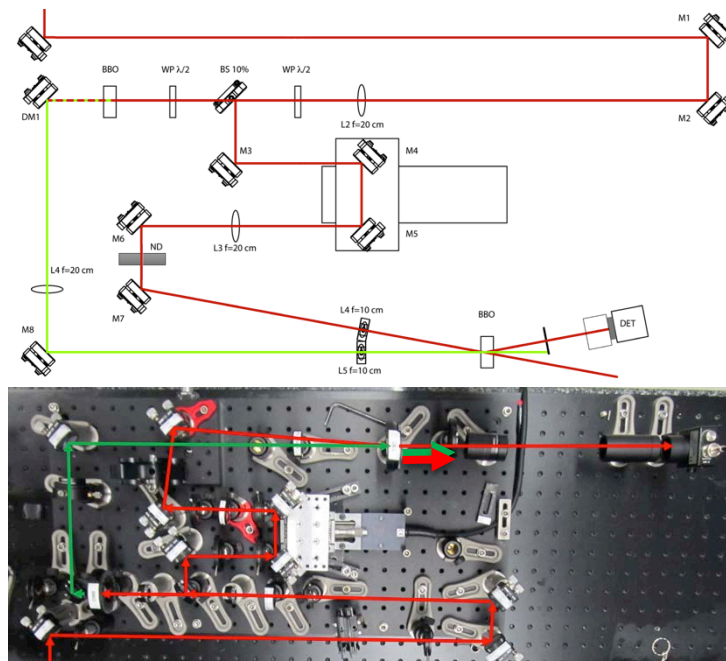 M1
BBO
WP λ/2
BS 10%
WP λ/2
DM1
L2 f=20 cm
M2
M3
M4
M6
ND
L3 f=20 cm
M5
L4 f=20 cm
M7
L4 f=10 cm
BBO
DET
M8
L5 f=10 cm